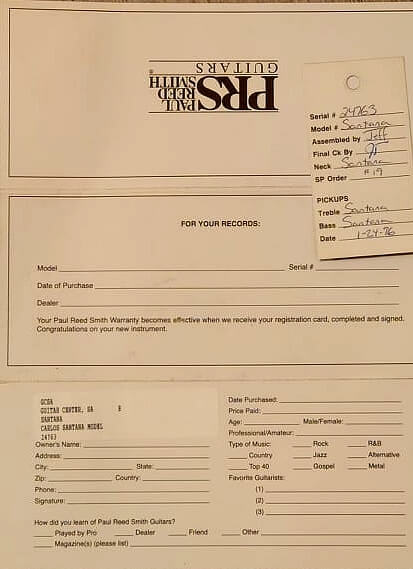 PAUL REED SMITH
PRS
GUITARS
Serial # 24763
Model # Santana
Assembled by Jeff
Final Ck By
Neck Santana
SP Order #19
PICKUPS
Treble Santana
Bass Santana
Date 1-24-96
FOR YOUR RECORDS:
Model Serial #
Date of Purchase
Dealer
Your Paul Reed Smith Warranty becomes effective when we receive your registration card, completed and signed.
Congratulations on your new instrument.
GCSA
GUITAR CENTER, SA B
SANTANA
CARLOS SANTANA MODEL
24763
Owner's Name:
Address:
City: State:
Zip: Country:
Phone:
Signature:
How did you learn of Paul Reed Smith Guitars?
Played by Pro Dealer Friend Other
Magazine(s) (please list)
Date Purchased:
Price Paid:
Age: Male/Female:
Professional/Amateur:
Type of Music: Rock R&B
Country Jazz Alternative
Top 40 Gospel Metal
Favorite Guitarists:
(1)
(2)
(3)